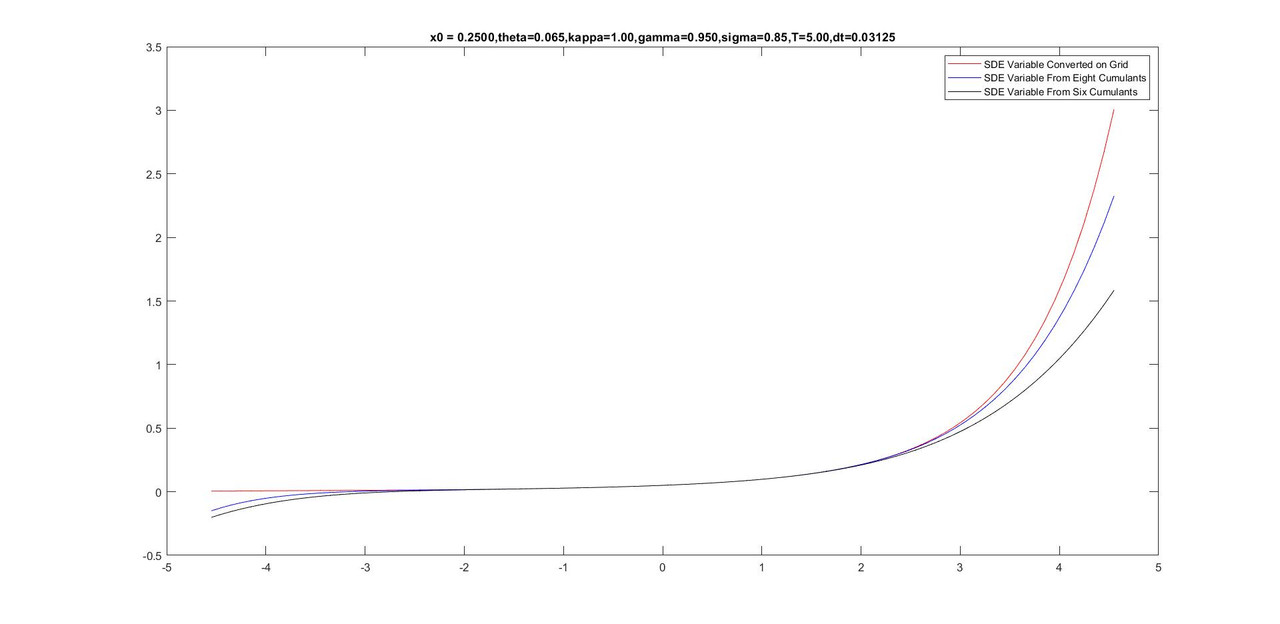 x0 = 0.2500,theta=0.065,kappa=1.00,gamma=0.950,sigma=0.85,T=5.00,dt=0.03125
3.5
SDE Variable Converted on Grid
SDE Variable From Eight Cumulants
SDE Variable From Six Cumulants
3
2.5
2
1.5
1
0.5
0
-0.5
-5 -4 -3 -2 -1 0 1 2 3 4 5